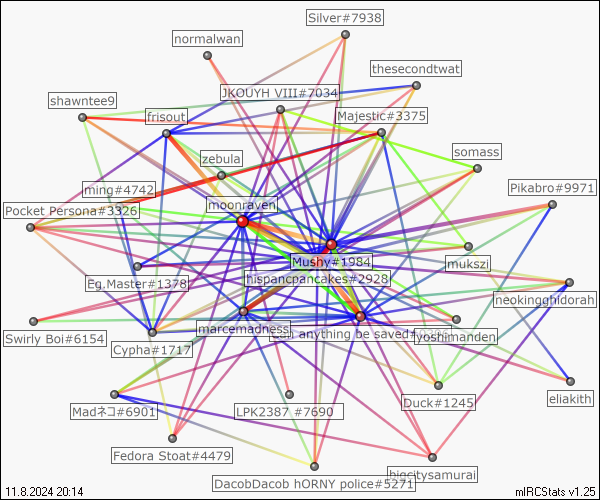 Silver#7938
normalwan
thesecondtwat
JKOUYH VIII#7034
shawntee9
frisout
Majestic#3375
zebula
somass
ming#4742
Pikabro#9971
moonraven
Pocket Persona#3326
Mushy#1984
mukszi
Eg.Master#1378
hispancpancakes#2928
neokingghidorah
marcemadness
anything be saved
yoshimanden
Swirly Boi#6154
Cypha#1717
Duck#1245
eliakith
Madネコ#6901
LPK2387 #7690
Fedora Stoat#4479
bigcitysamurai
DacobDacob hORNY police#5271
11.8.2024 20:14
mIRCStats v1.25